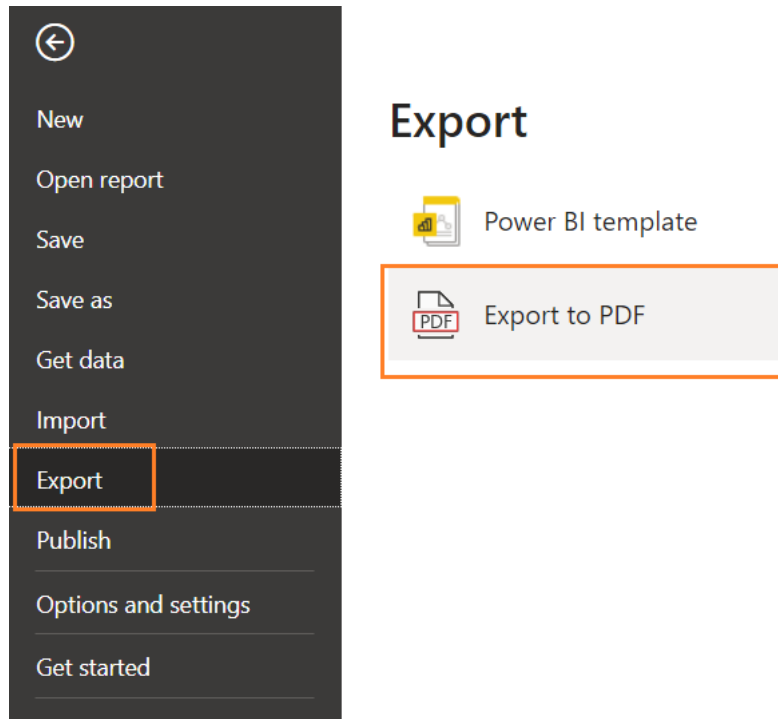 New
Open report
Save
Save as
Get data
Import
Export
Publish
Options and settings
Get started
Export
Power BI template
PDF
Export to PDF